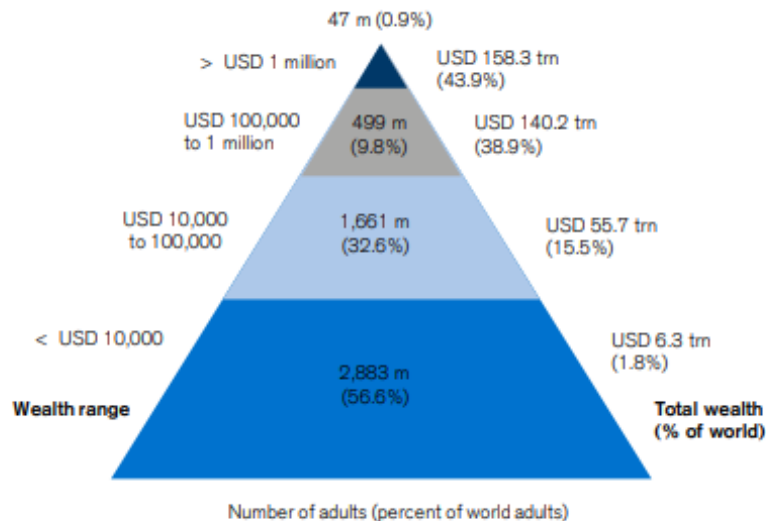 47 m (0.9%)
> USD 1 million
USD 158.3 trn
(43.9%)
USD 100,000
to 1 million
499 m
(9.8%)
USD 140.2 trn
(38.9%)
USD 10,000
to 100,000
1,661 m
(32.6%)
USD 55.7 trn
(15.5%)
< USD 10,000
2,883 m
(56.6%)
USD 6.3 trn
(1.8%)
Wealth range
Total wealth
(% of world)
Number of adults (percent of world adults)